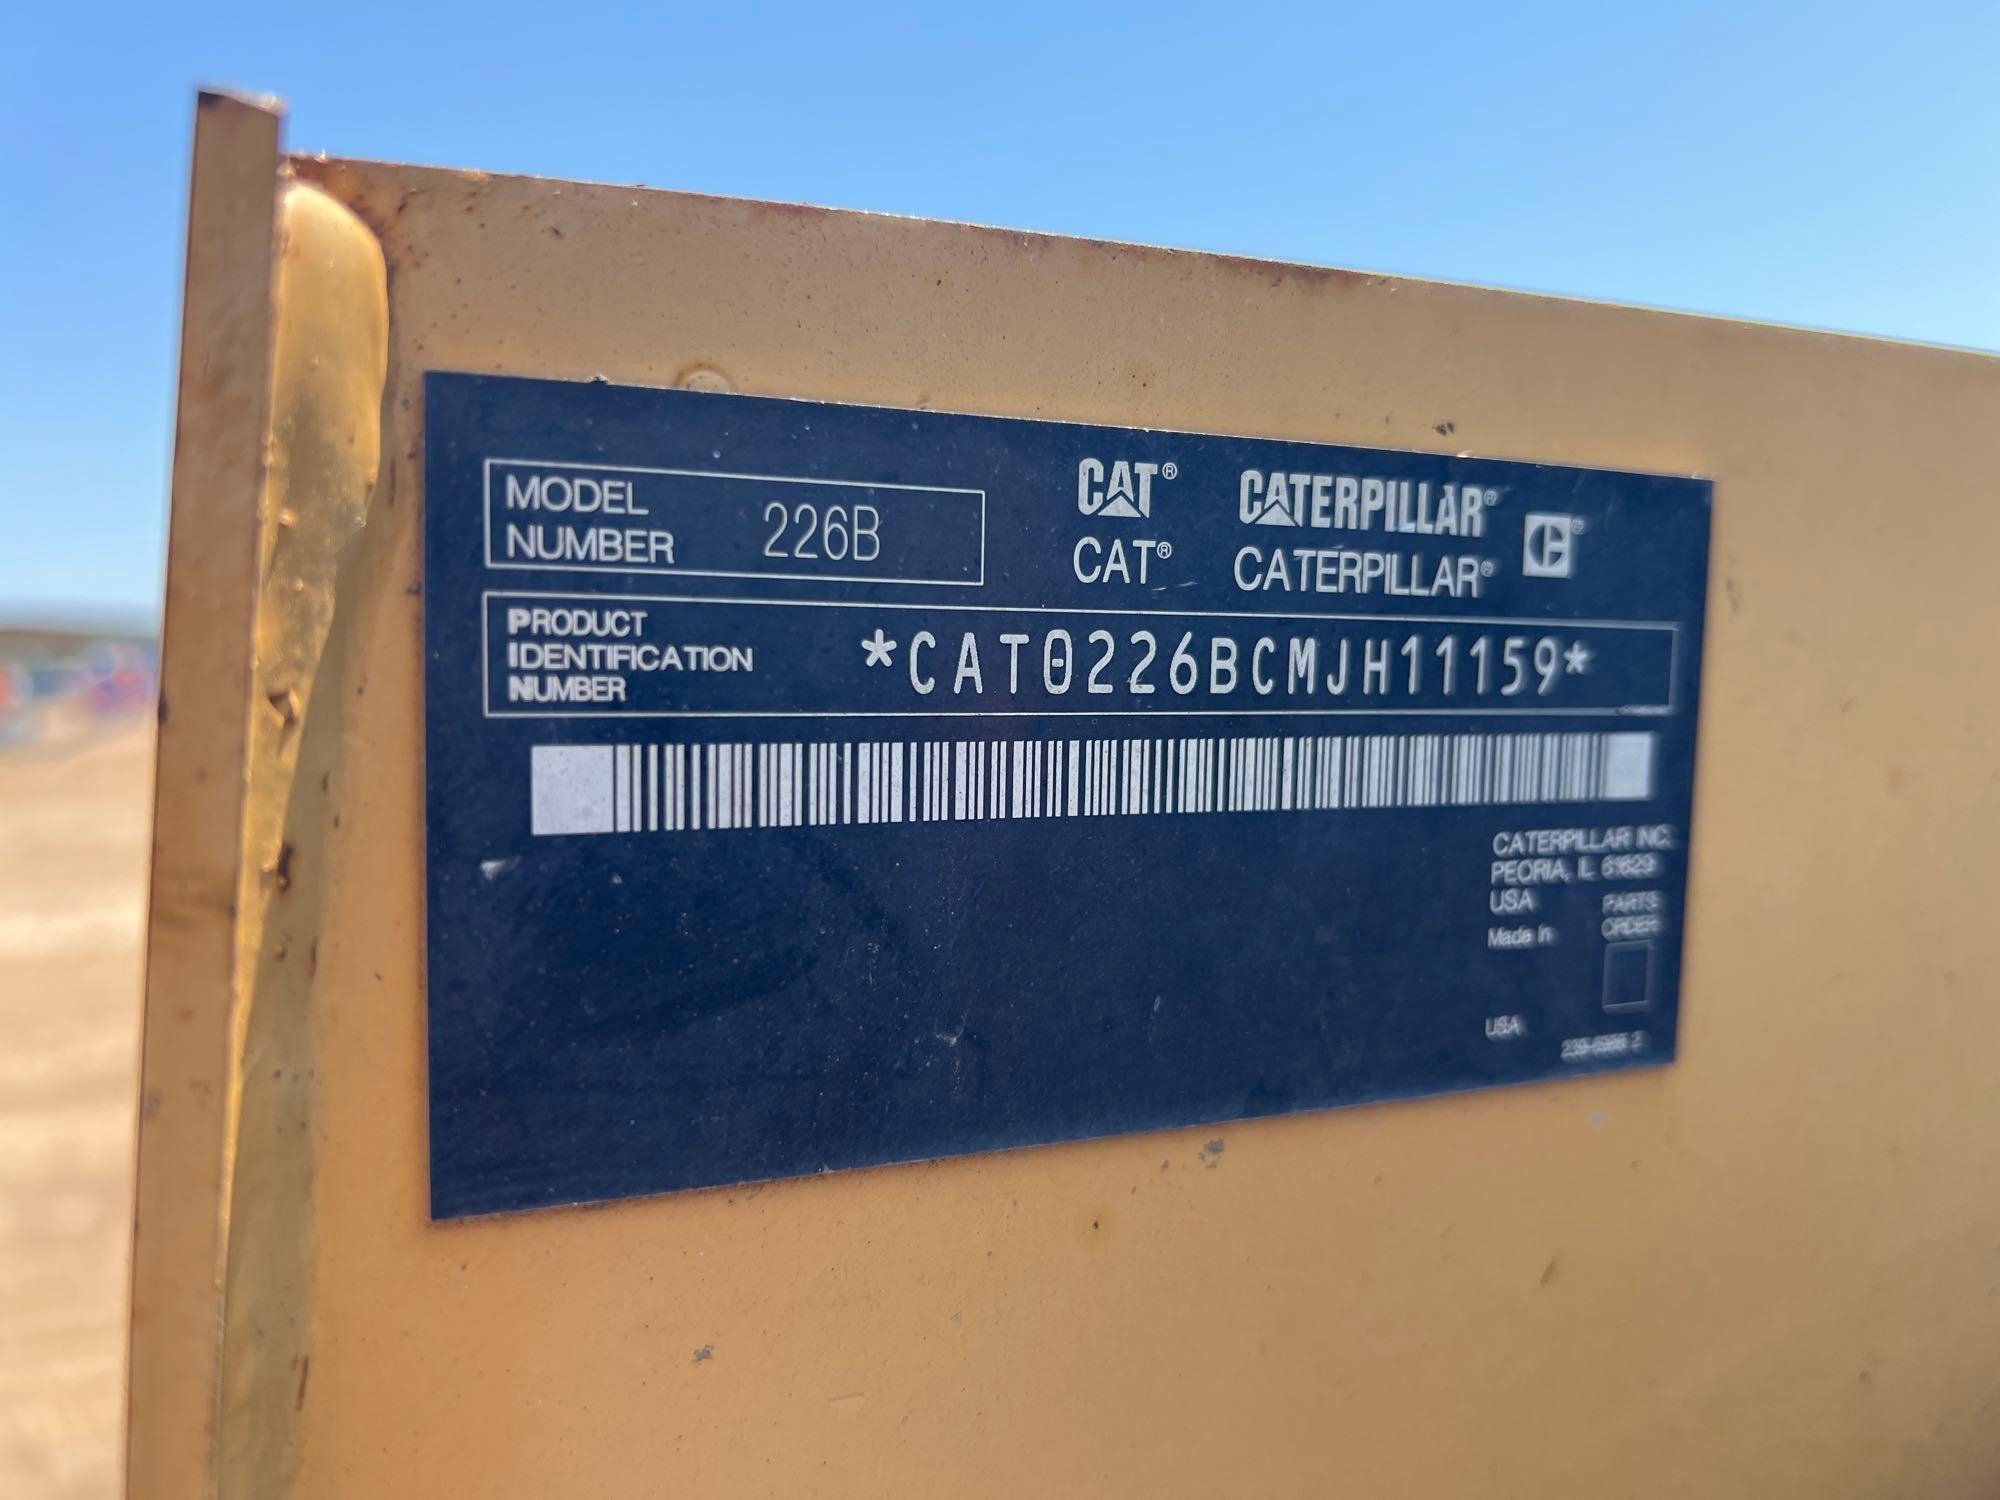 MODEL
NUMBER 226B
CAT® CATERPILLAR®
CAT® CATERPILLAR®
PRODUCT
IDENTIFICATION
NUMBER
*CAT0226BCMJH11159*
CATERPILLAR INC.
PEORIA, IL 61629
USA
PARTS
ORDER
Made In
USA